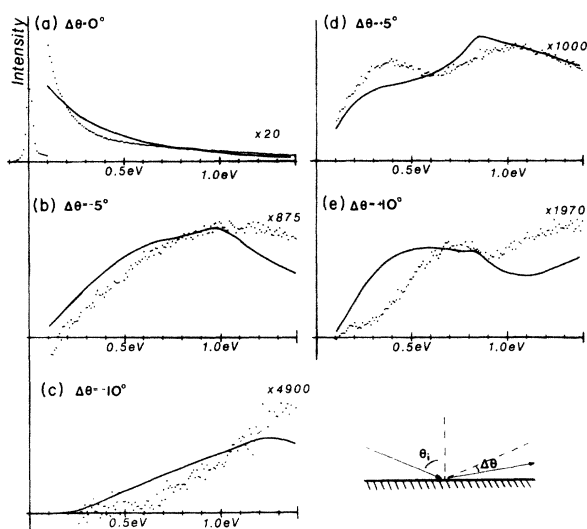 Intensity
(a) Δθ=0°
x20
0.5eV 1.0eV
(b) Δθ=-5°
x875
0.5eV 1.0eV
(c) Δθ=-10°
x4900
0.5eV 1.0eV
(d) Δθ=+5°
x1000
0.5eV 1.0eV
(e) Δθ=+10°
x1970
0.5eV 1.0eV
θi
Δθ